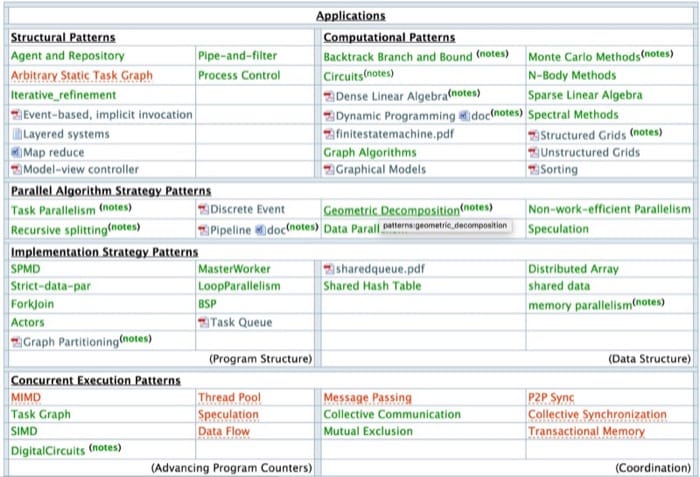 Applications
Structural Patterns Computational Patterns
Agent and Repository Pipe-and-filter Backtrack Branch and Bound (notes) Monte Carlo Methods(notes)
Arbitrary Static Task Graph Process Control Circuits(notes) N-Body Methods
Iterative_refinement Dense Linear Algebra(notes) Sparse Linear Algebra
Event-based, implicit invocation Dynamic Programming doc(notes) Spectral Methods
Layered systems finitestatemachine.pdf Structured Grids (notes)
Map reduce Graph Algorithms Unstructured Grids
Model-view controller Graphical Models Sorting
Parallel Algorithm Strategy Patterns
Task Parallelism (notes) Discrete Event Geometric Decomposition(notes) Non-work-efficient Parallelism
Recursive splitting(notes) Pipeline doc(notes) Data Parall patterns:geometric_decomposition Speculation
Implementation Strategy Patterns
SPMD MasterWorker sharedqueue.pdf Distributed Array
Strict-data-par LoopParallelism Shared Hash Table shared data
ForkJoin BSP memory parallelism(notes)
Actors Task Queue
Graph Partitioning(notes)
(Program Structure) (Data Structure)
Concurrent Execution Patterns
MIMD Thread Pool Message Passing P2P Sync
Task Graph Speculation Collective Communication Collective Synchronization
SIMD Data Flow Mutual Exclusion Transactional Memory
DigitalCircuits (notes)
(Advancing Program Counters) (Coordination)